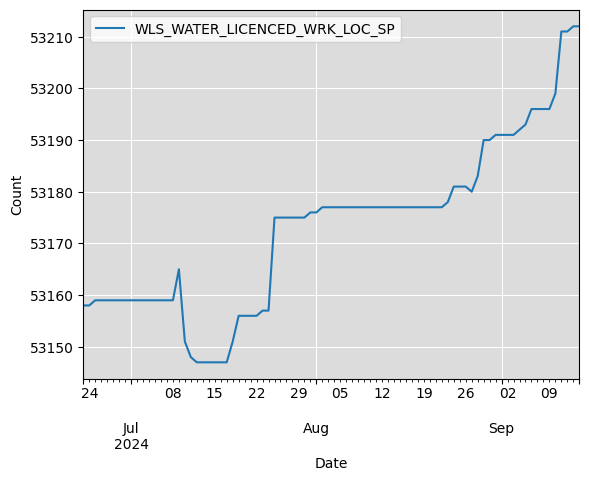 WLS_WATER_LICENCED_WRK_LOC_SP
53210
53200
53190
53180
53170
53160
53150
Count
24 08 15 22 29 05 12 19 26 02 09
Jul Aug Sep
2024
Date